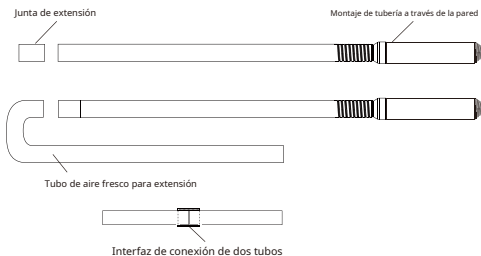 Junta de extensión
Montaje de tubería a través de la pared
Tubo de aire fresco para extensión
Interfaz de conexión de dos tubos